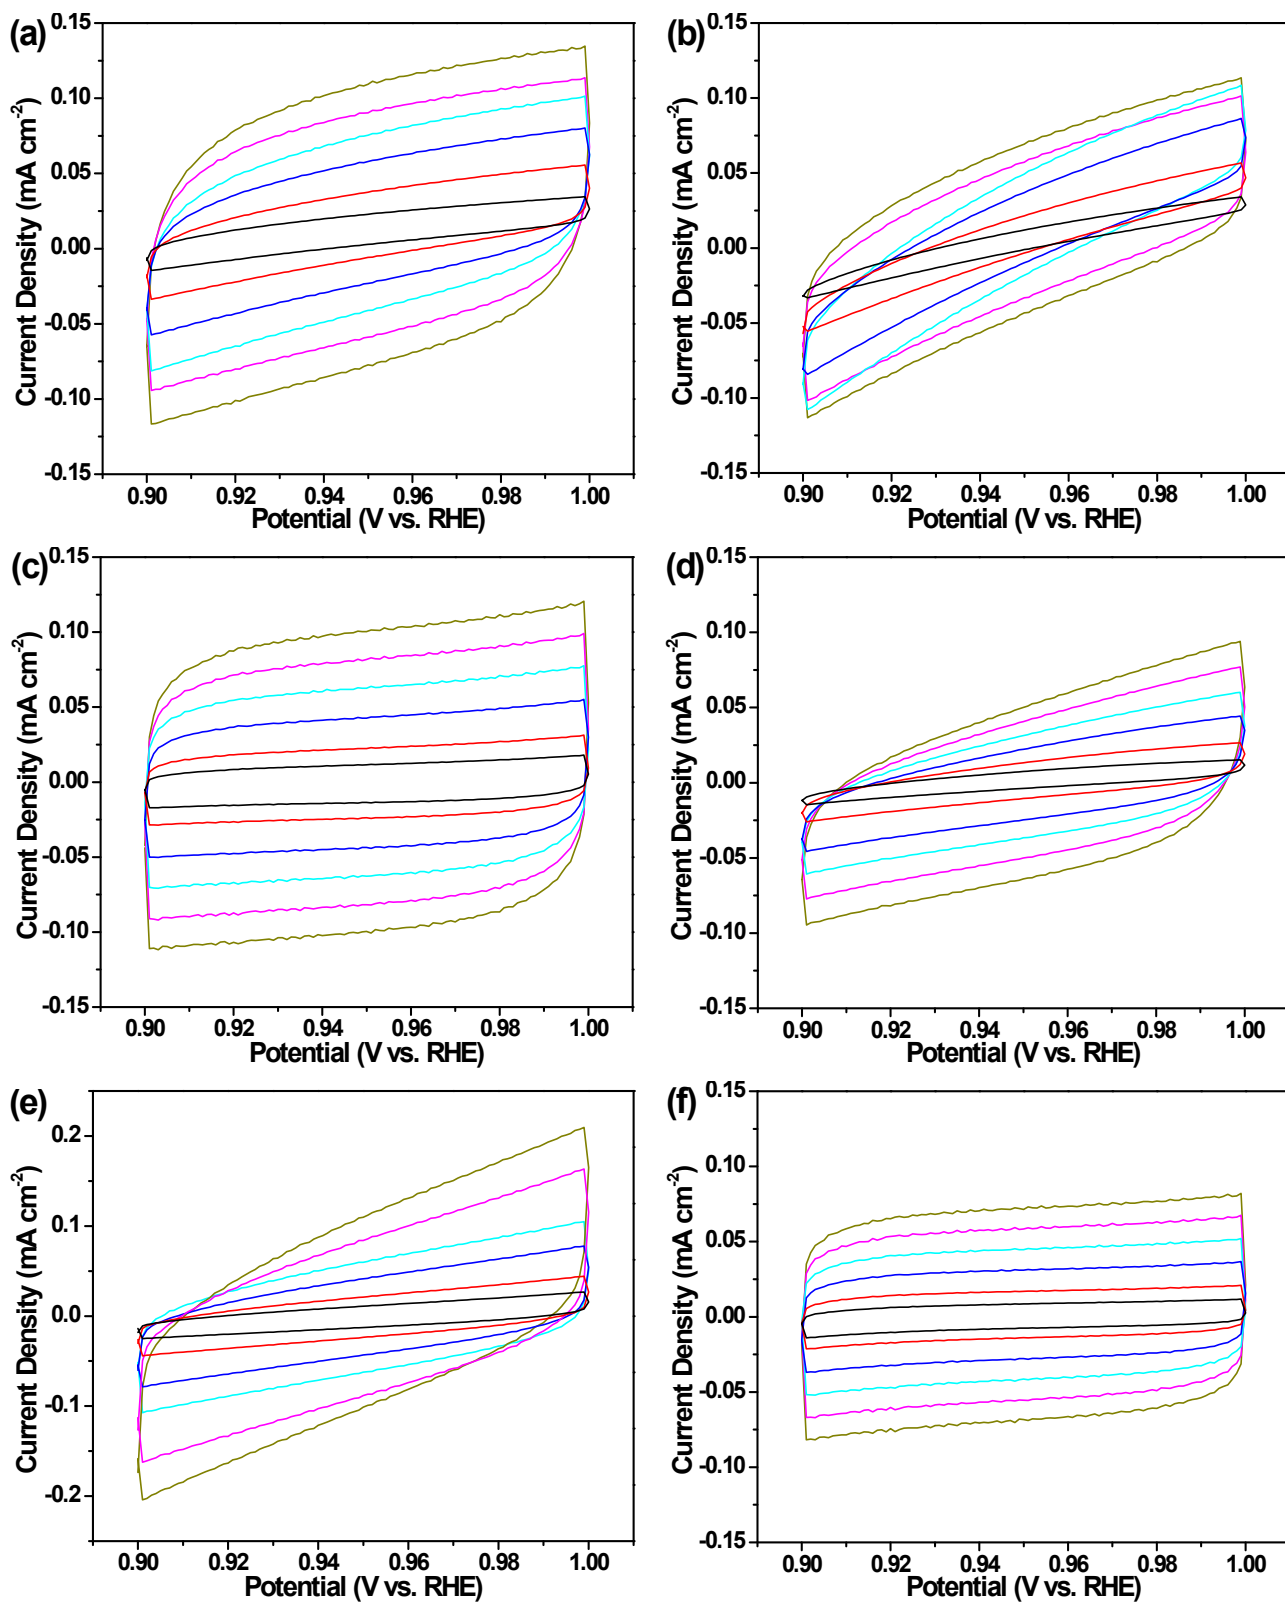 (a)
Current Density (mA cm-2)
0.15
0.10
0.05
0.00
-0.05
-0.10
-0.15
0.90 0.92 0.94 0.96 0.98 1.00
Potential (V vs. RHE)
(b)
Current Density (mA cm-2)
0.15
0.10
0.05
0.00
-0.05
-0.10
-0.15
0.90 0.92 0.94 0.96 0.98 1.00
Potential (V vs. RHE)
(c)
Current Density (mA cm-2)
0.15
0.10
0.05
0.00
-0.05
-0.10
-0.15
0.90 0.92 0.94 0.96 0.98 1.00
Potential (V vs. RHE)
(d)
Current Density (mA cm-2)
0.15
0.10
0.05
0.00
-0.05
-0.10
-0.15
0.90 0.92 0.94 0.96 0.98 1.00
Potential (V vs. RHE)
(e)
Current Density (mA cm-2)
0.2
0.1
0.0
-0.1
-0.2
0.90 0.92 0.94 0.96 0.98 1.00
Potential (V vs. RHE)
(f)
Current Density (mA cm-2)
0.15
0.10
0.05
0.00
-0.05
-0.10
-0.15
0.90 0.92 0.94 0.96 0.98 1.00
Potential (V vs. RHE)